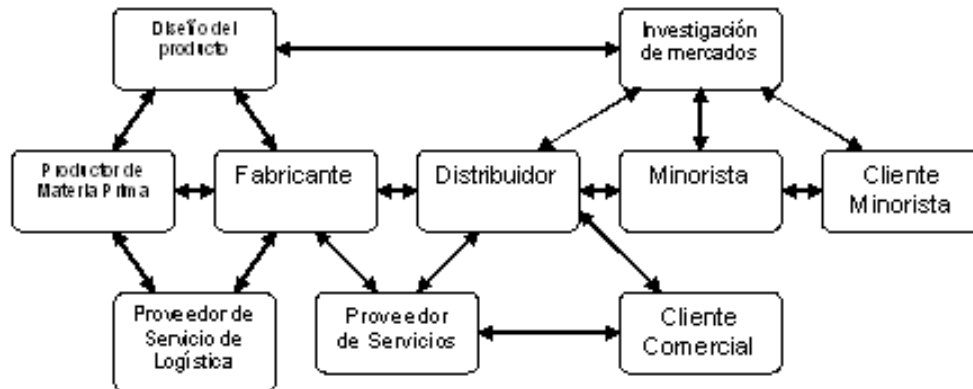 Diseño del
producto
Investigación
de mercados
Productor de
Materia Prima
Fabricante
Distribuidor
Minorista
Cliente
Minorista
Proveedor de
Servicio de
Logística
Proveedor
de Servicios
Cliente
Comercial